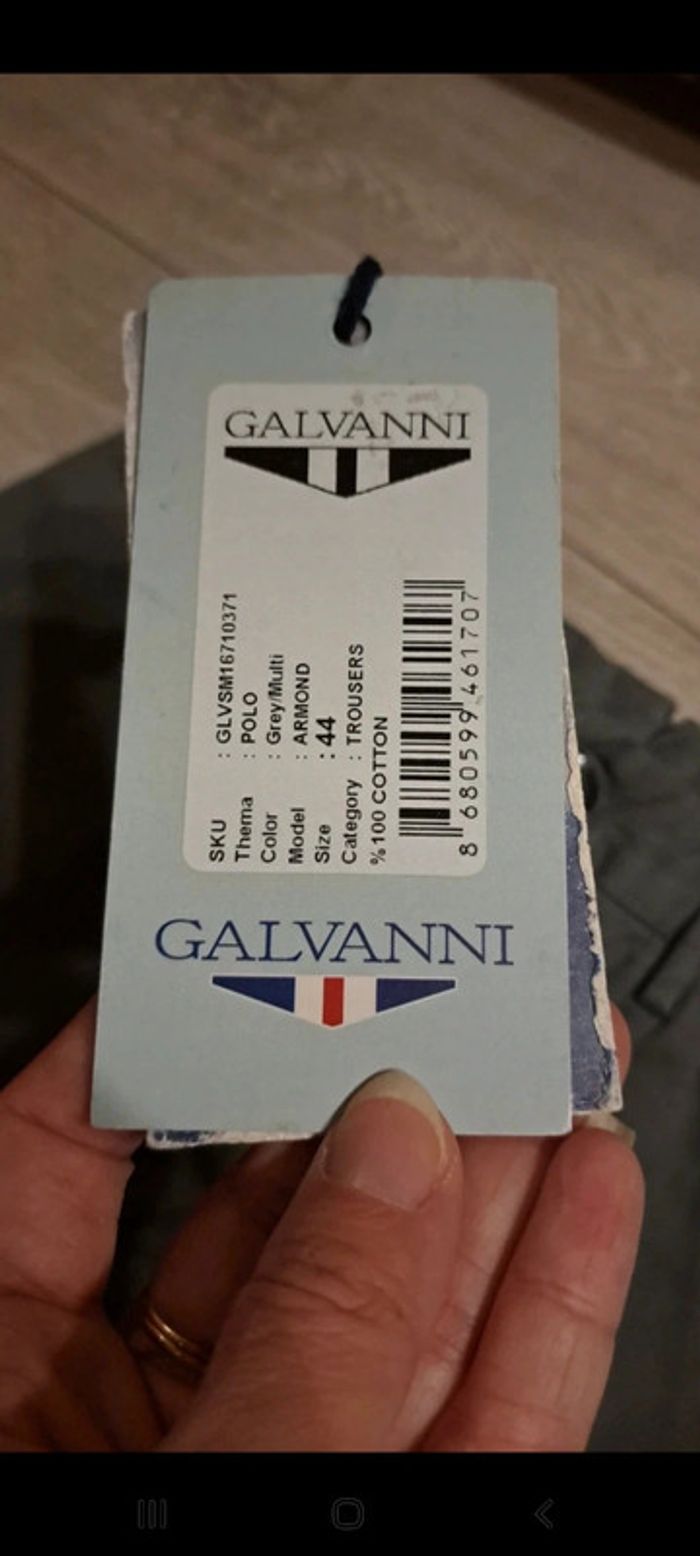 GALVANNI
SKU : GLVSM16710371
Thema : POLO
Color : Grey/Multi
Model : ARMOND
Size : 44
Category : TROUSERS
%100 COTTON
8 680599 461707
GALVANNI